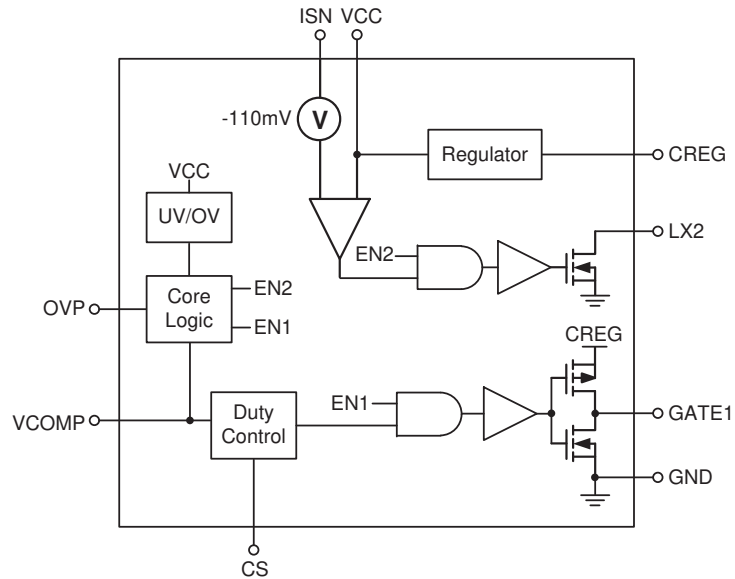 ISN VCC
-110mV
V
Regulator
CREG
VCC
UV/OV
LX2
EN2
Core
Logic
EN2
EN1
OVP
CREG
EN1
VCOMP
Duty
Control
GATE1
GND
CS